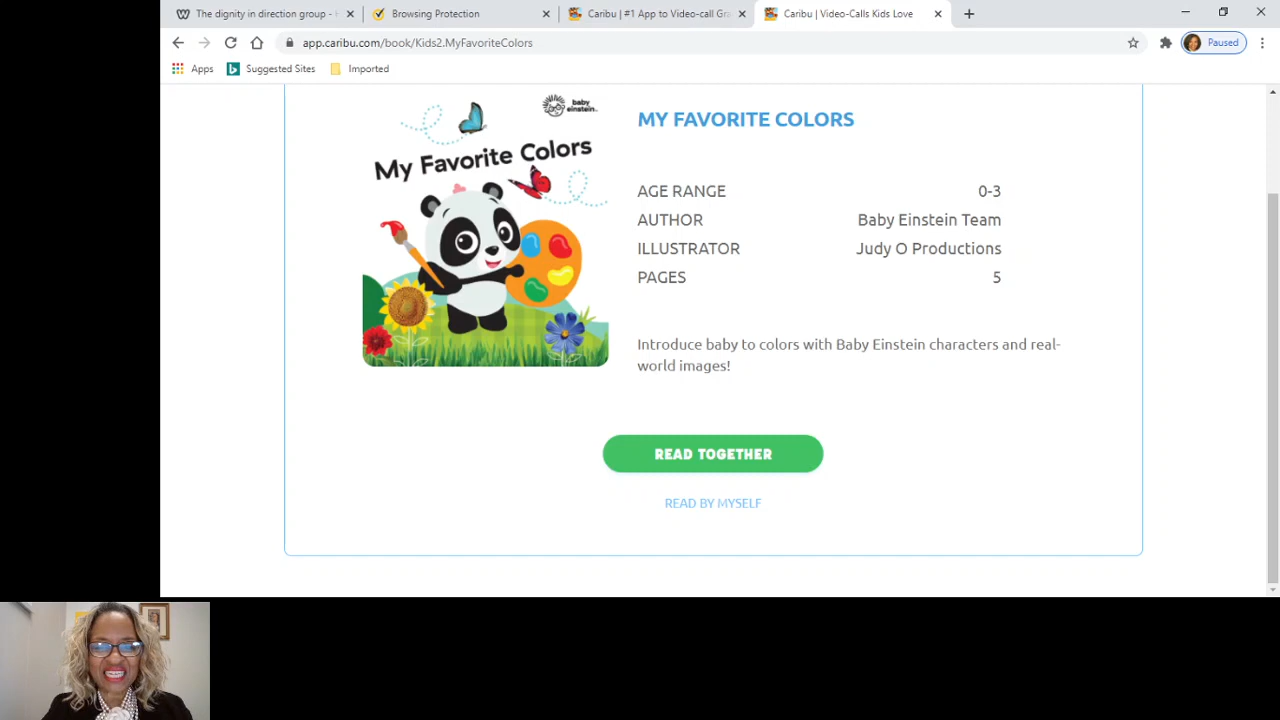 The dignity in direction group -
Browsing Protection
Caribu | #1 App to Video-call Gra
Caribu | Video-Calls Kids Love
app.caribu.com/book/Kids2.MyFavoriteColors
Paused
Apps
Suggested Sites
Imported
baby
einstein
My Favorite Colors
MY FAVORITE COLORS
AGE RANGE 0-3
AUTHOR Baby Einstein Team
ILLUSTRATOR Judy O Productions
PAGES 5
Introduce baby to colors with Baby Einstein characters and real-
world images!
READ TOGETHER
READ BY MYSELF